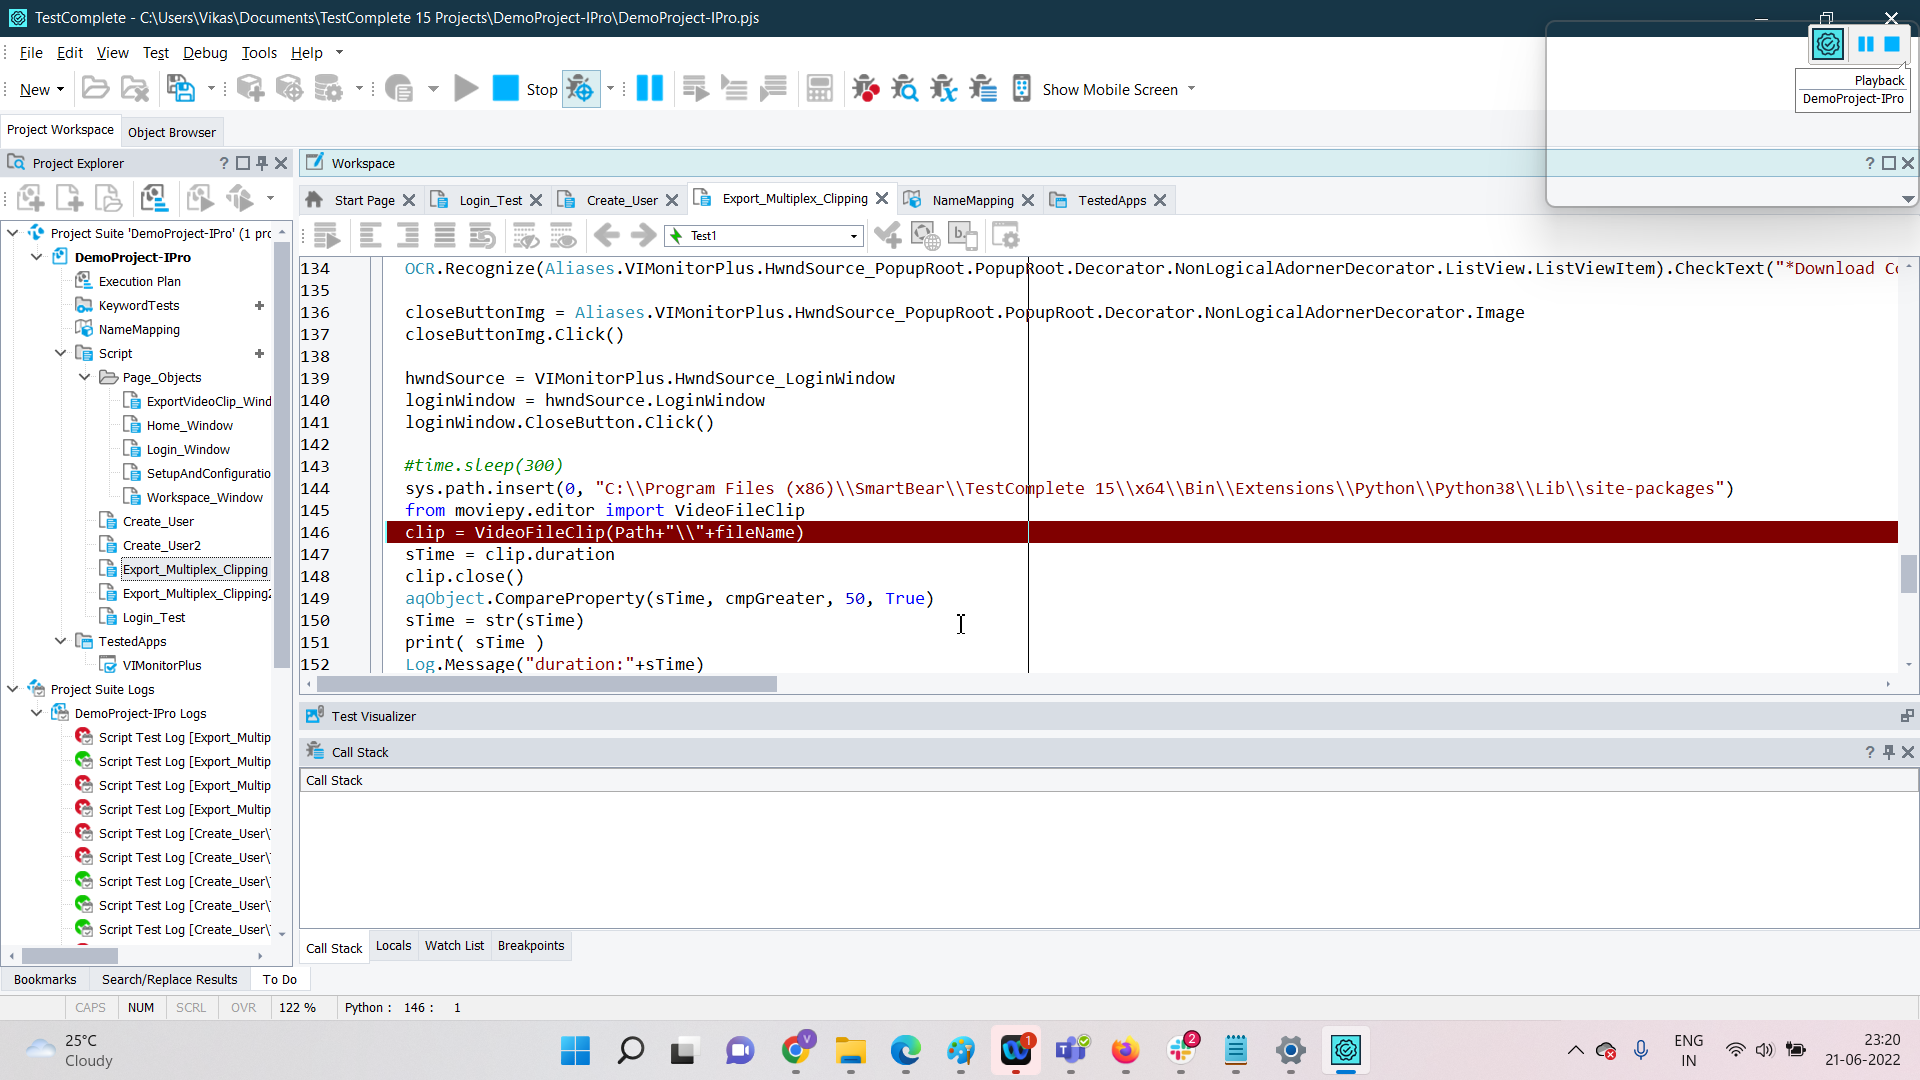 TestComplete - C:\Users\Vikas\Documents\TestComplete 15 Projects\DemoProject-IPro\DemoProject-IPro.pjs
File Edit View Test Debug Tools Help
New Stop Show Mobile Screen
Playback
DemoProject-IPro
Project Workspace Object Browser
Project Explorer
Workspace
Start Page Login_Test Create_User Export_Multiplex_Clipping NameMapping TestedApps
Test1
Project Suite 'DemoProject-IPro' (1 prc
DemoProject-IPro
Execution Plan
KeywordTests
NameMapping
Script
Page_Objects
ExportVideoClip_Wind
Home_Window
Login_Window
SetupAndConfiguratio
Workspace_Window
Create_User
Create_User2
Export_Multiplex_Clipping
Export_Multiplex_Clipping2
Login_Test
TestedApps
VIMonitorPlus
Project Suite Logs
DemoProject-IPro Logs
Script Test Log [Export_Multip
Script Test Log [Export_Multip
Script Test Log [Export_Multip
Script Test Log [Export_Multip
Script Test Log [Create_User\
Script Test Log [Create_User\
Script Test Log [Create_User\
Script Test Log [Create_User\
Script Test Log [Create_User\
134 OCR.Recognize(Aliases.VIMonitorPlus.HwndSource_PopupRoot.PopupRoot.Decorator.NonLogicalAdornerDecorator.ListView.ListViewItem).CheckText("*Download Co
135
136 closeButtonImg = Aliases.VIMonitorPlus.HwndSource_PopupRoot.PopupRoot.Decorator.NonLogicalAdornerDecorator.Image
137 closeButtonImg.Click()
138
139 hwndSource = VIMonitorPlus.HwndSource_LoginWindow
140 loginWindow = hwndSource.LoginWindow
141 loginWindow.CloseButton.Click()
142
143 #time.sleep(300)
144 sys.path.insert(0, "C:\\Program Files (x86)\\SmartBear\\TestComplete 15\\x64\\Bin\\Extensions\\Python\\Python38\\Lib\\site-packages")
145 from moviepy.editor import VideoFileClip
146 clip = VideoFileClip(Path+"\\"+fileName)
147 sTime = clip.duration
148 clip.close()
149 aqObject.CompareProperty(sTime, cmpGreater, 50, True)
150 sTime = str(sTime)
151 print( sTime )
152 Log.Message("duration:"+sTime)
Test Visualizer
Call Stack
Call Stack
Call Stack Locals Watch List Breakpoints
Bookmarks Search/Replace Results To Do
CAPS NUM SCRL OVR 122 % Python : 146 : 1
25°C
Cloudy
V
1
2
ENG
IN
23:20
21-06-2022